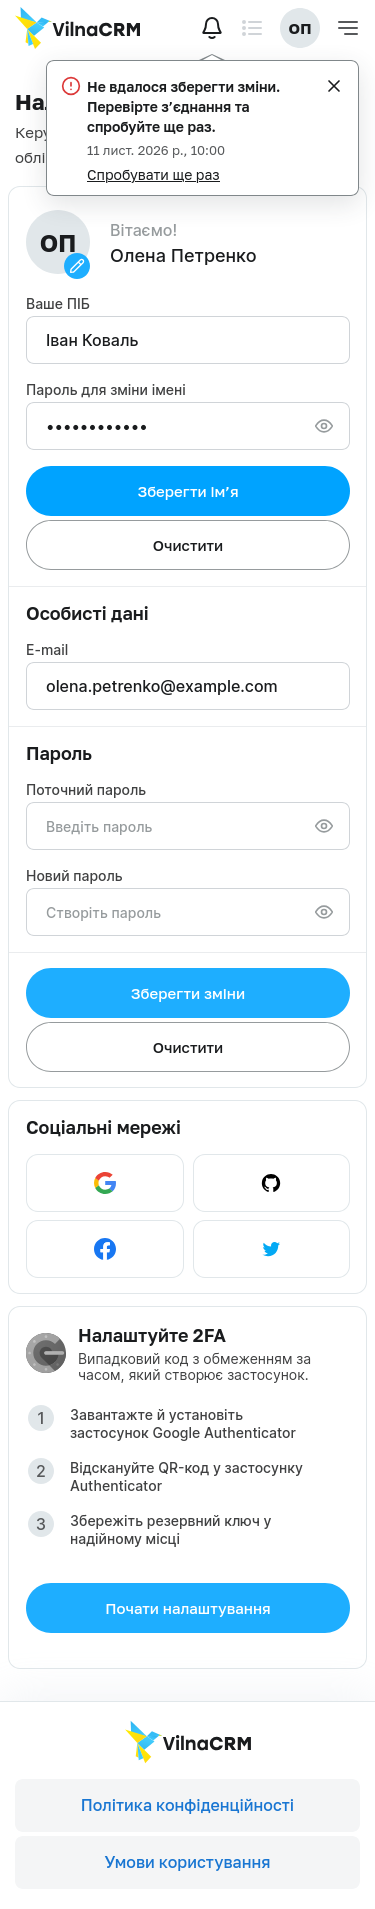 VilnaCRM
ОП
Не вдалося зберегти зміни.
Перевірте з’єднання та
спробуйте ще раз.
11 лист. 2026 р., 10:00
Спробувати ще раз
ОП
Вітаємо!
Олена Петренко
Ваше ПІБ
Іван Коваль
Пароль для зміни імені
••••••••••••
Зберегти ім’я
Очистити
Особисті дані
E-mail
olena.petrenko@example.com
Пароль
Поточний пароль
Введіть пароль
Новий пароль
Створіть пароль
Зберегти зміни
Очистити
Соціальні мережі
Налаштуйте 2FA
Випадковий код з обмеженням за
часом, який створює застосунок.
1 Завантажте й установіть
застосунок Google Authenticator
2 Відскануйте QR-код у застосунку
Authenticator
3 Збережіть резервний ключ у
надійному місці
Почати налаштування
VilnaCRM
Політика конфіденційності
Умови користування